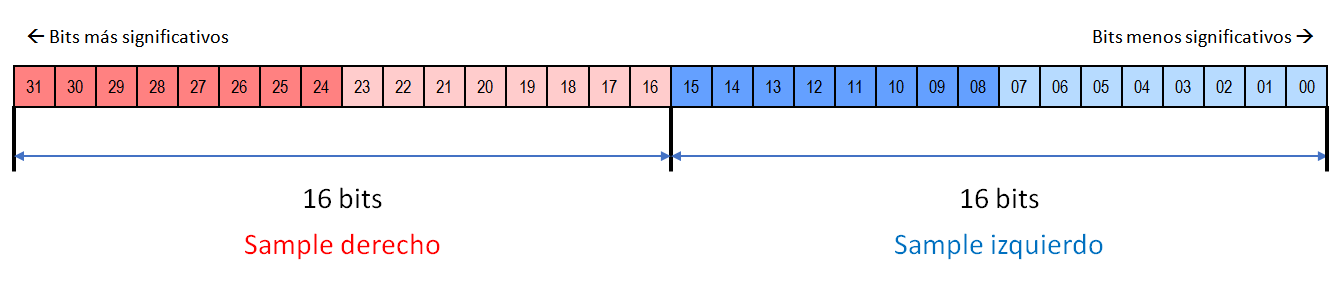 ← Bits más significativos Bits menos significativos →
31 30 29 28 27 26 25 24 23 22 21 20 19 18 17 16 15 14 13 12 11 10 09 08 07 06 05 04 03 02 01 00
16 bits 16 bits
Sample derecho Sample izquierdo